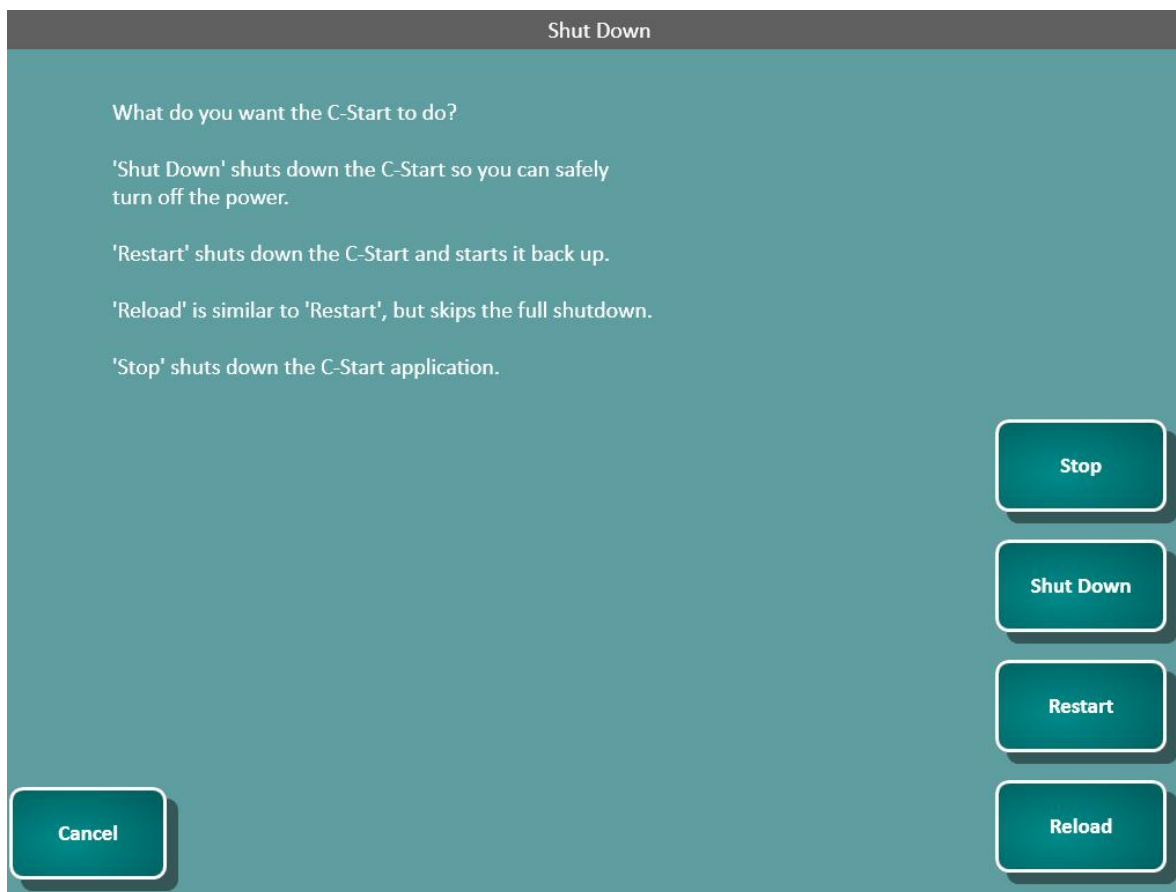 Shut Down
What do you want the C-Start to do?
'Shut Down' shuts down the C-Start so you can safely
turn off the power.
'Restart' shuts down the C-Start and starts it back up.
'Reload' is similar to 'Restart', but skips the full shutdown.
'Stop' shuts down the C-Start application.
Stop
Shut Down
Restart
Reload
Cancel